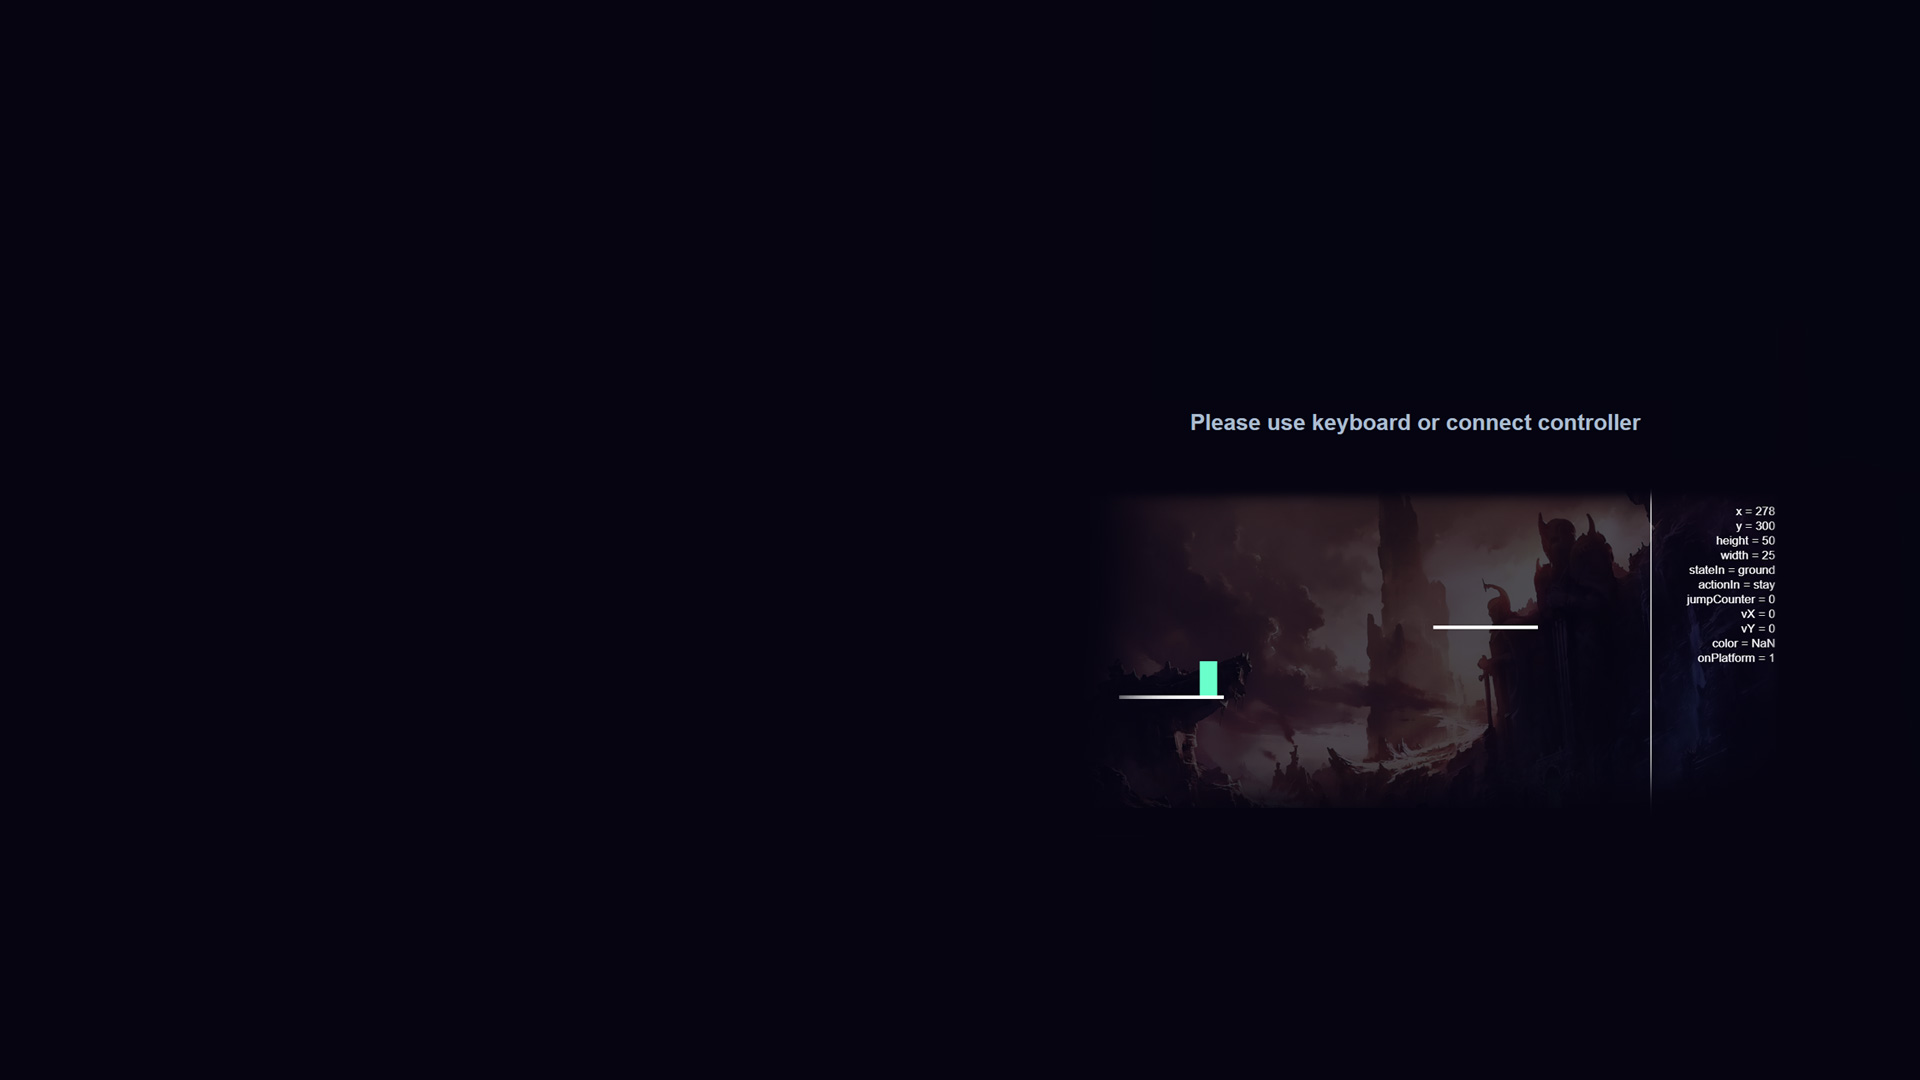 Please use keyboard or connect controller
x = 278
y = 300
height = 50
width = 25
stateIn = ground
actionIn = stay
jumpCounter = 0
vX = 0
vY = 0
color = NaN
onPlatform = 1